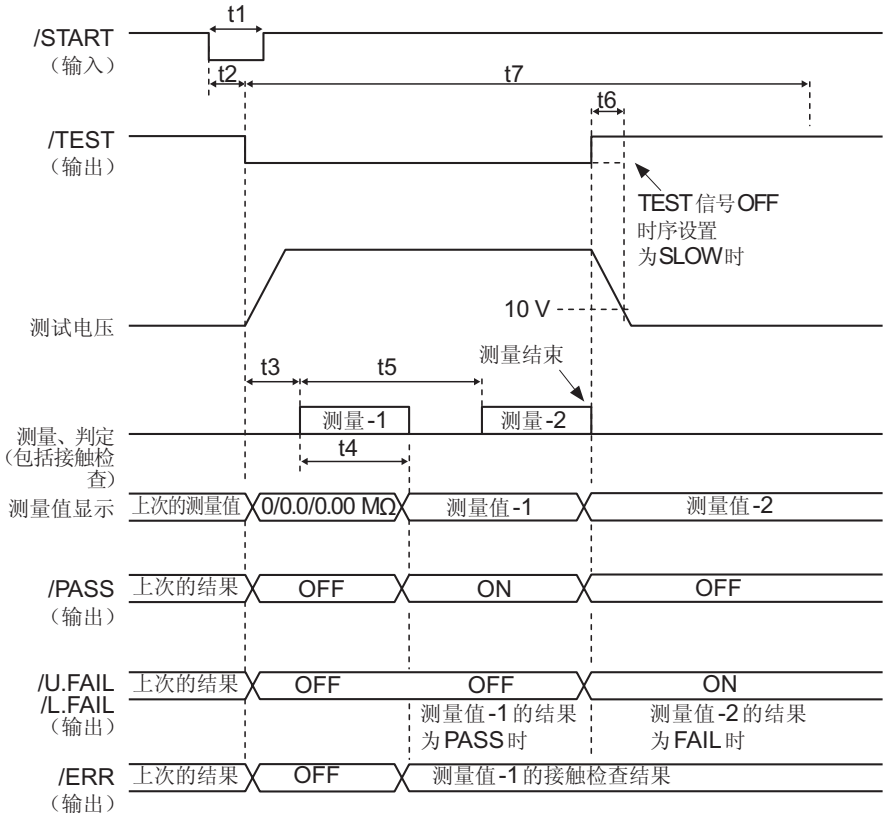 t1
/START
（输入）
t2
t7
t6
/TEST
（输出）
TEST信号OFF
时序设置
为SLOW时
10 V
测试电压
测量结束
t3
t5
测量-1
测量-2
t4
测量、判定
（包括接触检
查）
测量值显示
上次的测量值
0/0.0/0.00 MΩ
测量值-1
测量值-2
/PASS
（输出）
上次的结果
OFF
ON
OFF
/U.FAIL
/L.FAIL
（输出）
上次的结果
OFF
OFF
ON
测量值-1的结果
为PASS时
测量值-2的结果
为FAIL时
/ERR
（输出）
上次的结果
OFF
测量值-1的接触检查结果